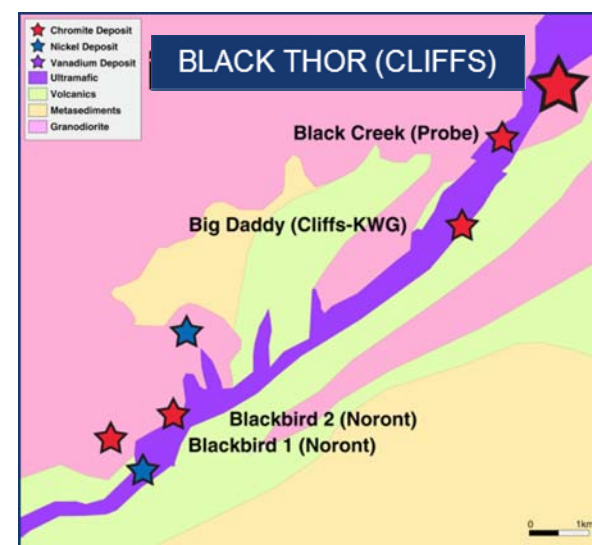 Chromite Deposit
Nickel Deposit
Vanadium Deposit
Ultramafic
Volcanics
Metasediments
Granodiorite
BLACK THOR (CLIFFS)
Black Creek (Probe)
Big Daddy (Cliffs-KWG)
Blackbird 2 (Noront)
Blackbird 1 (Noront)
0 1km